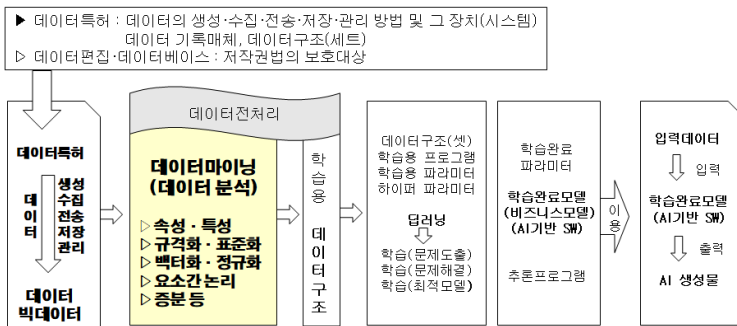 ▶ 데이터특허 : 데이터의 생성·수집·전송·저장·관리 방법 및 그 장치(시스템)
데이터 기록매체, 데이터구조(세트)
▷ 데이터편집·데이터베이스 : 저작권법의 보호대상
데이터특허
데이터
생성
수집
전송
저장
관리
데이터
빅데이터
데이터전처리
데이터마이닝
(데이터 분석)
▷속성·특성
▷규격화·표준화
▷백터화·정규화
▷요소간 논리
▷증분 등
학습용 데이터구조
데이터구조(셋)
학습용 프로그램
학습용 파라미터
하이퍼 파라미터
딥러닝
학습(문제도출)
학습(문제해결)
학습(최적모델)
학습완료
파라미터
학습완료모델
(비즈니스모델)
(AI기반 SW)
추론프로그램
이용
입력데이터
입력
학습완료모델
(AI기반 SW)
출력
AI 생성물